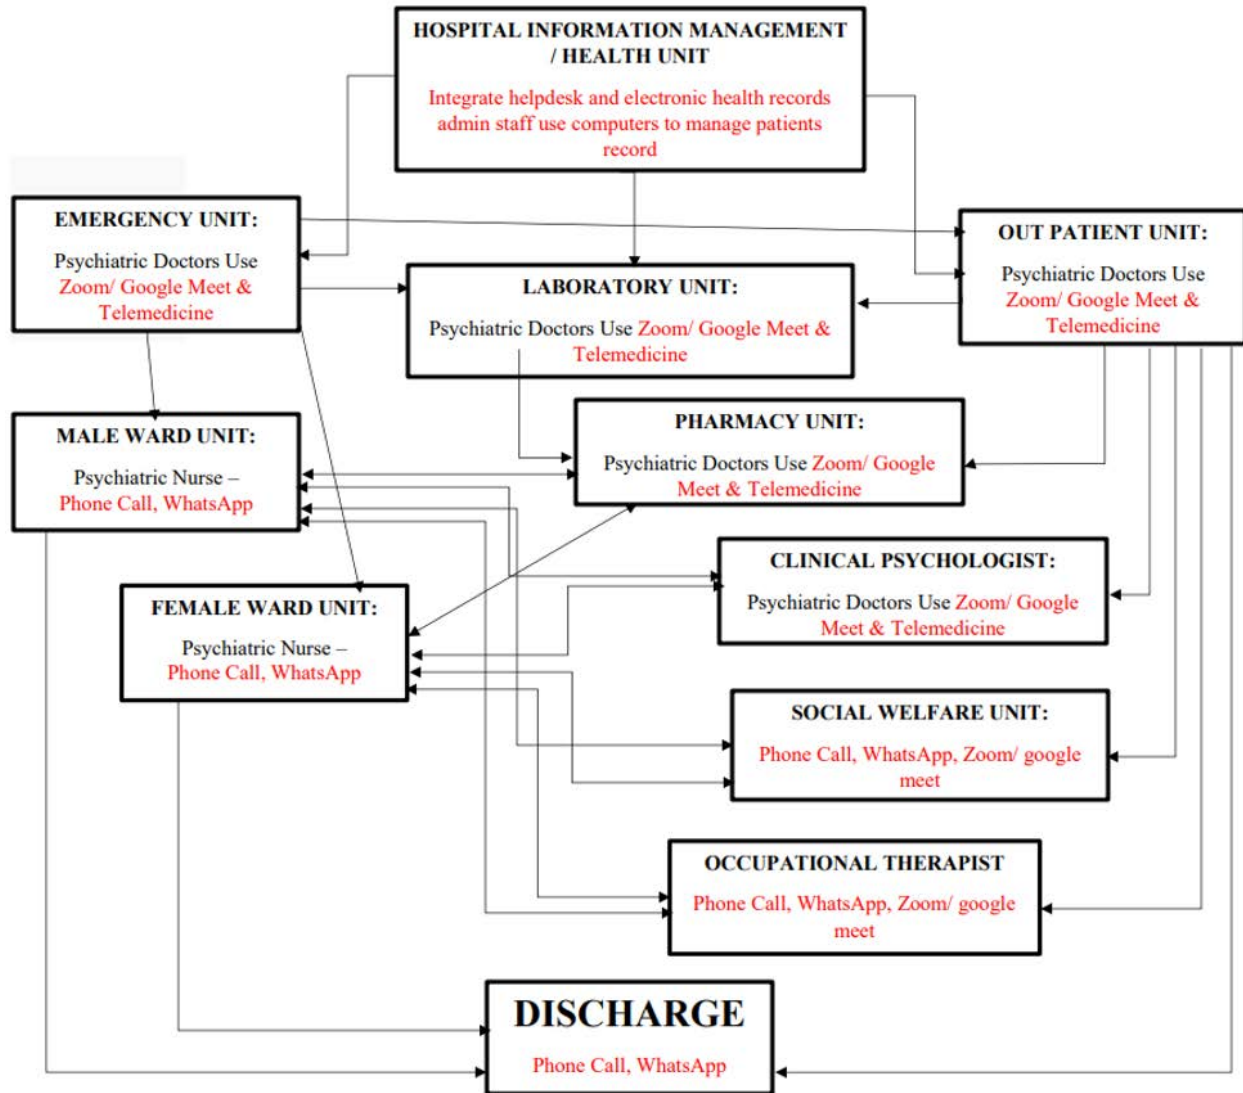 HOSPITAL INFORMATION MANAGEMENT
/ HEALTH UNIT
Integrate helpdesk and electronic health records
admin staff use computers to manage patients
record
EMERGENCY UNIT:
Psychiatric Doctors Use
Zoom/ Google Meet &
Telemedicine
OUT PATIENT UNIT:
Psychiatric Doctors Use
Zoom/ Google Meet &
Telemedicine
LABORATORY UNIT:
Psychiatric Doctors Use Zoom/ Google Meet &
Telemedicine
MALE WARD UNIT:
Psychiatric Nurse –
Phone Call, WhatsApp
PHARMACY UNIT:
Psychiatric Doctors Use Zoom/ Google
Meet & Telemedicine
CLINICAL PSYCHOLOGIST:
Psychiatric Doctors Use Zoom/ Google
Meet & Telemedicine
FEMALE WARD UNIT:
Psychiatric Nurse –
Phone Call, WhatsApp
SOCIAL WELFARE UNIT:
Phone Call, WhatsApp, Zoom/ google
meet
OCCUPATIONAL THERAPIST
Phone Call, WhatsApp, Zoom/ google
meet
DISCHARGE
Phone Call, WhatsApp